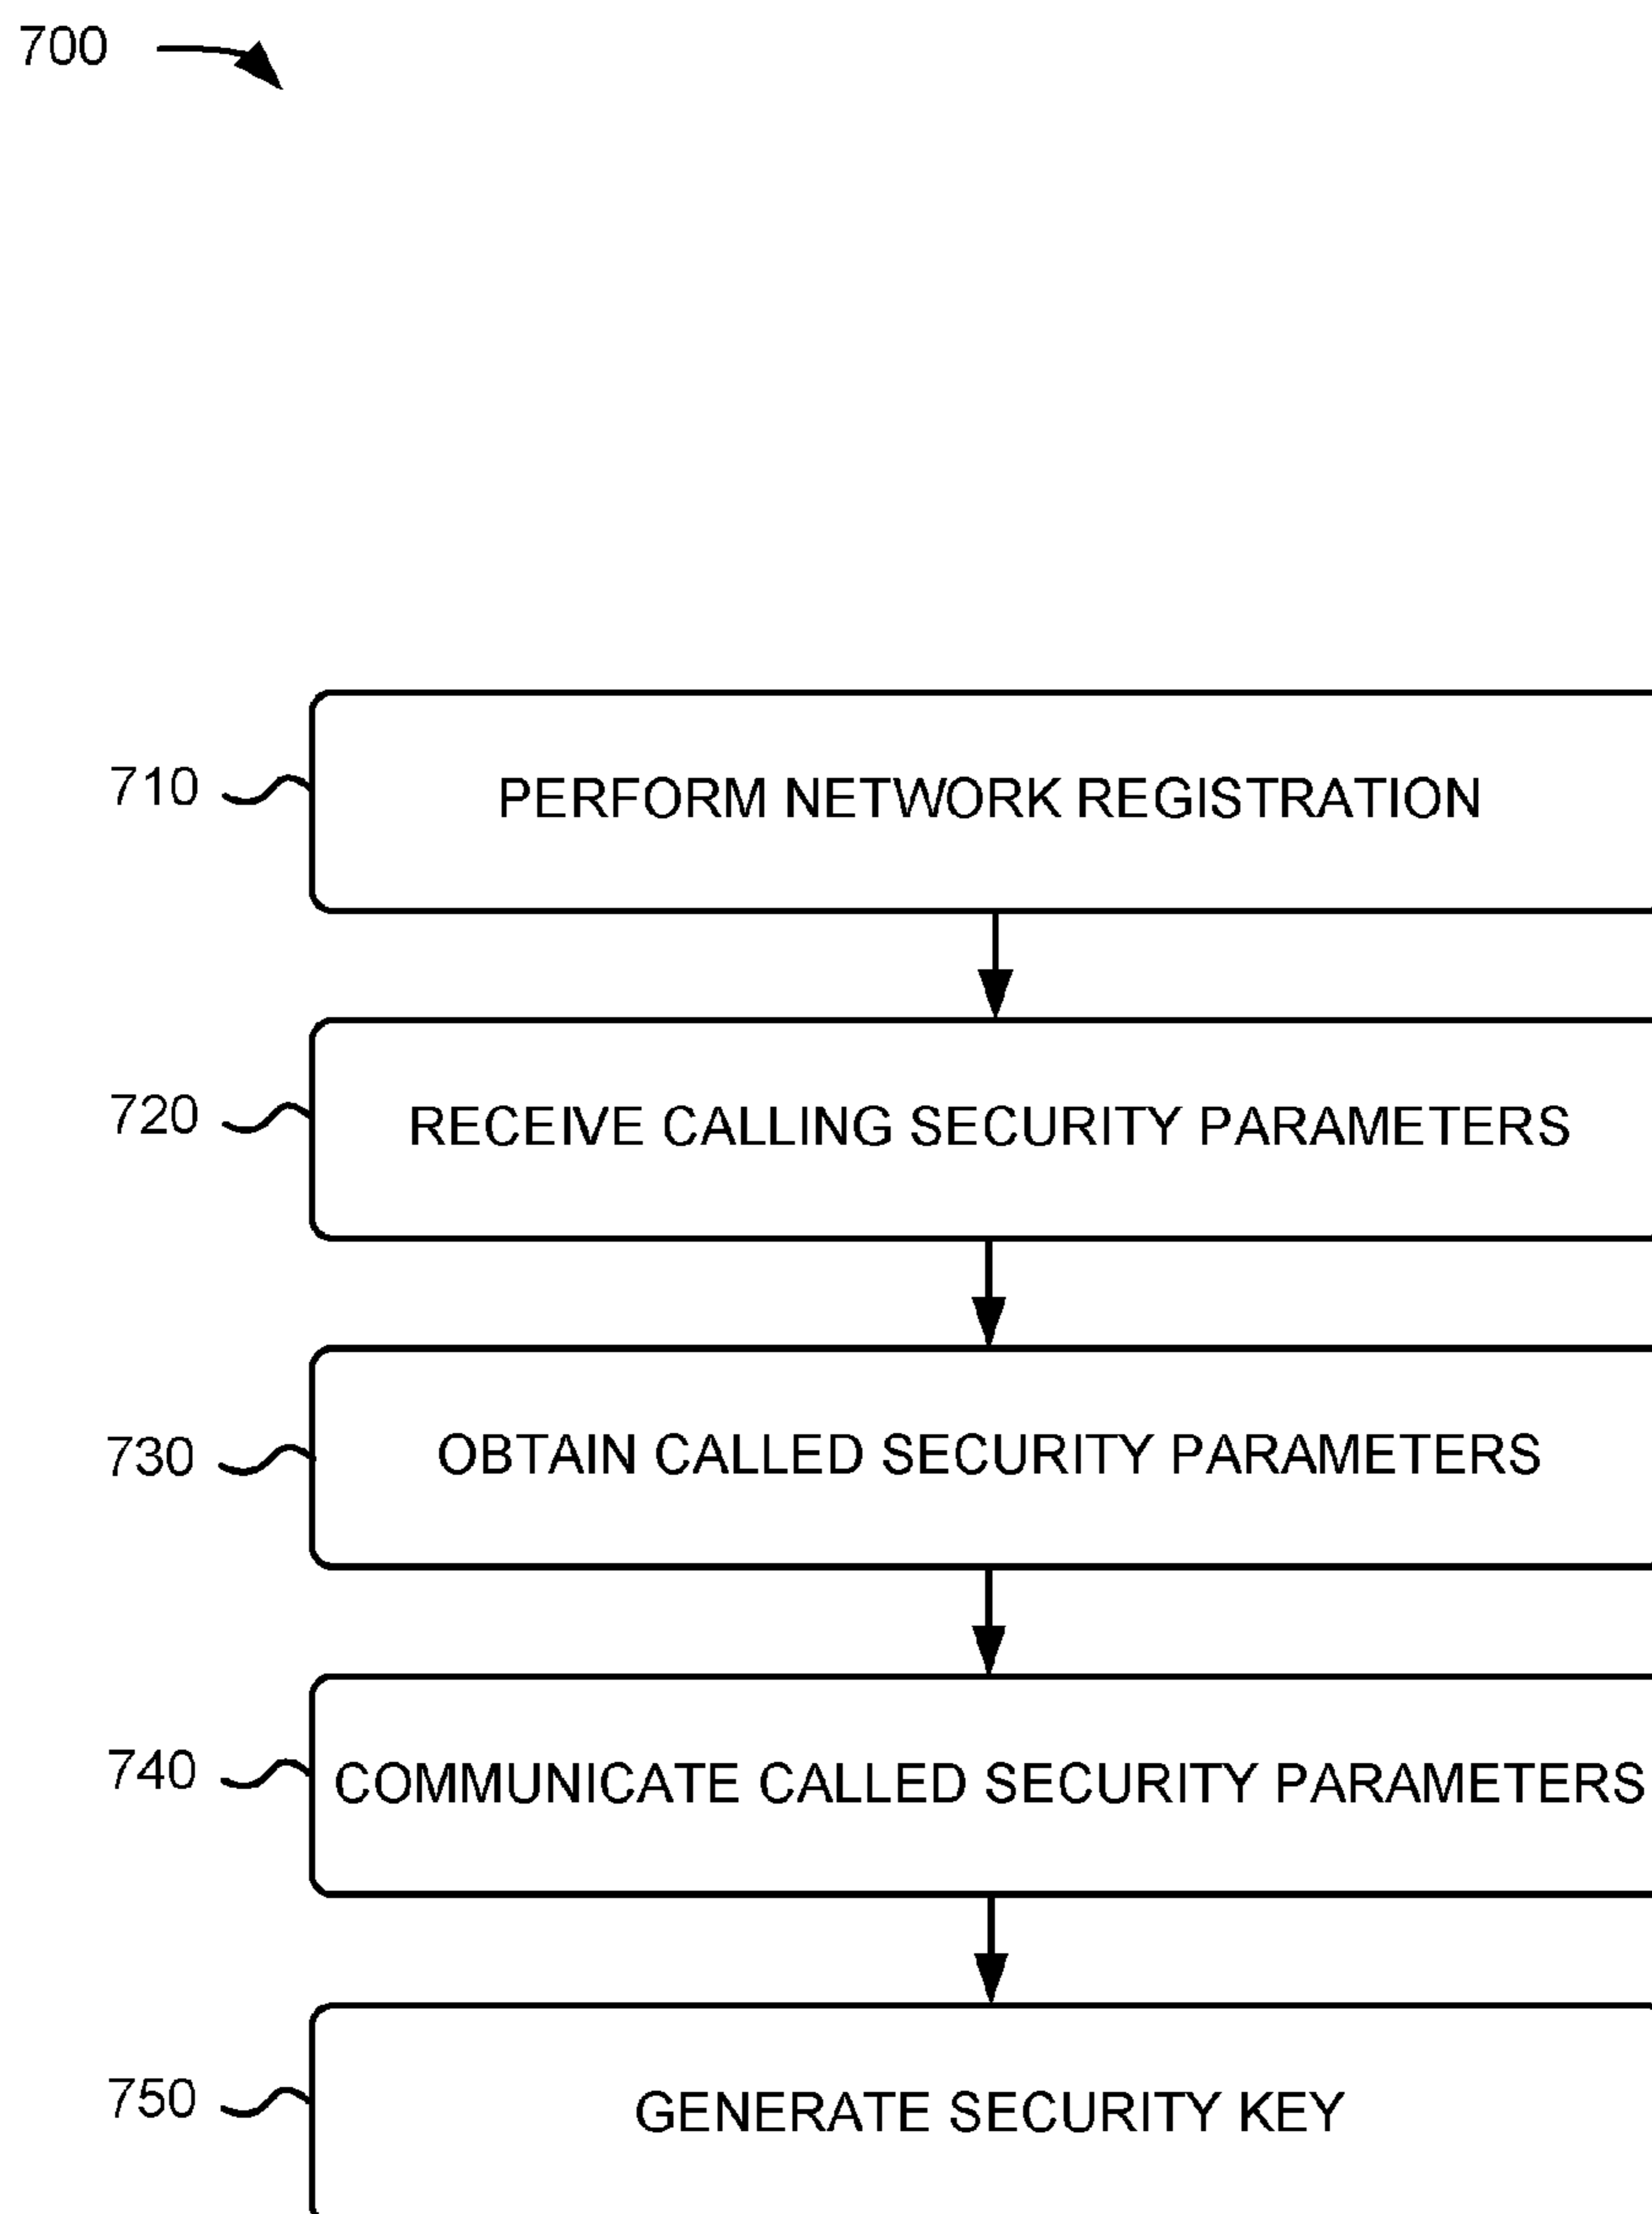 700
710 PERFORM NETWORK REGISTRATION
720 RECEIVE CALLING SECURITY PARAMETERS
730 OBTAIN CALLED SECURITY PARAMETERS
740 COMMUNICATE CALLED SECURITY PARAMETERS
750 GENERATE SECURITY KEY